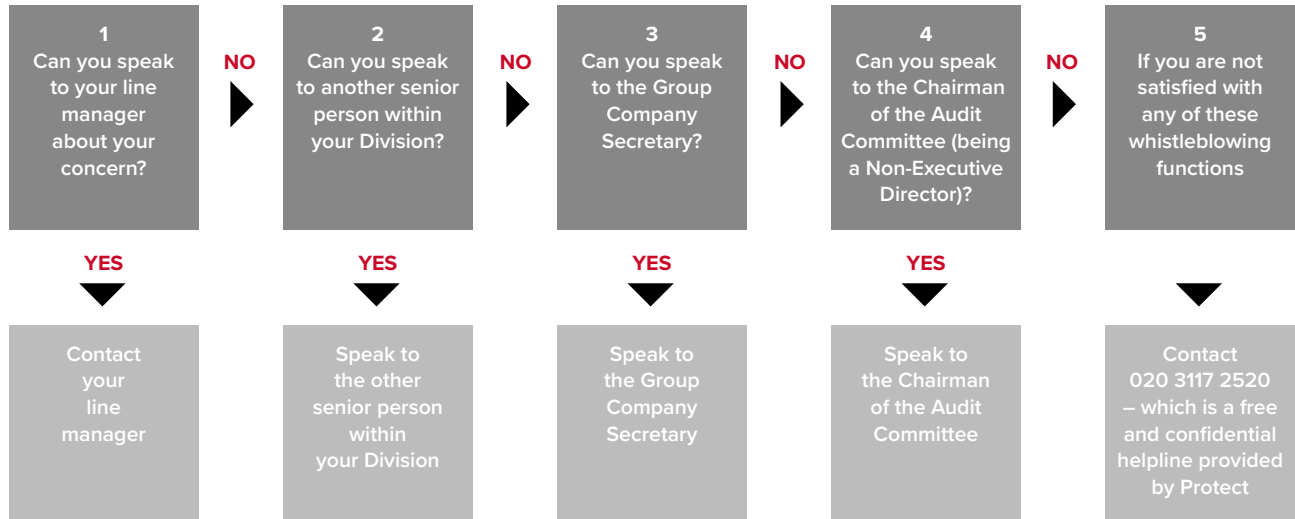 1
Can you speak
to your line
manager
about your
concern?
NO
2
Can you speak
to another senior
person within
your Division?
NO
3
Can you speak
to the Group
Company
Secretary?
NO
4
Can you speak
to the Chairman
of the Audit
Committee (being
a Non-Executive
Director)?
NO
5
If you are not
satisfied with
any of these
whistleblowing
functions
YES
YES
YES
YES
Contact
your
line
manager
Speak to
the other
senior person
within
your Division
Speak to
the Group
Company
Secretary
Speak to
the Chairman
of the Audit
Committee
Contact
020 3117 2520
– which is a free
and confidential
helpline provided
by Protect